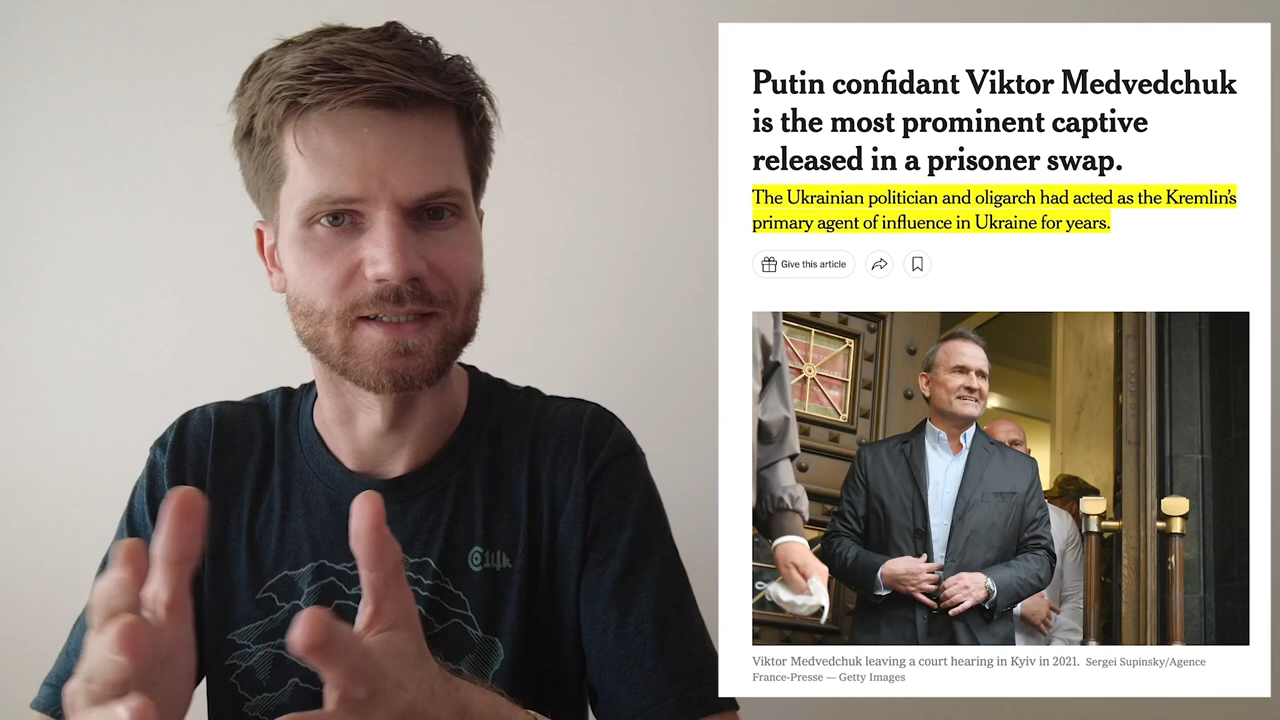 Putin confidant Viktor Medvedchuk
is the most prominent captive
released in a prisoner swap.
The Ukrainian politician and oligarch had acted as the Kremlin's
primary agent of influence in Ukraine for years.
Give this article
Viktor Medvedchuk leaving a court hearing in Kyiv in 2021. Sergei Supinsky/Agence
France-Presse — Getty Images